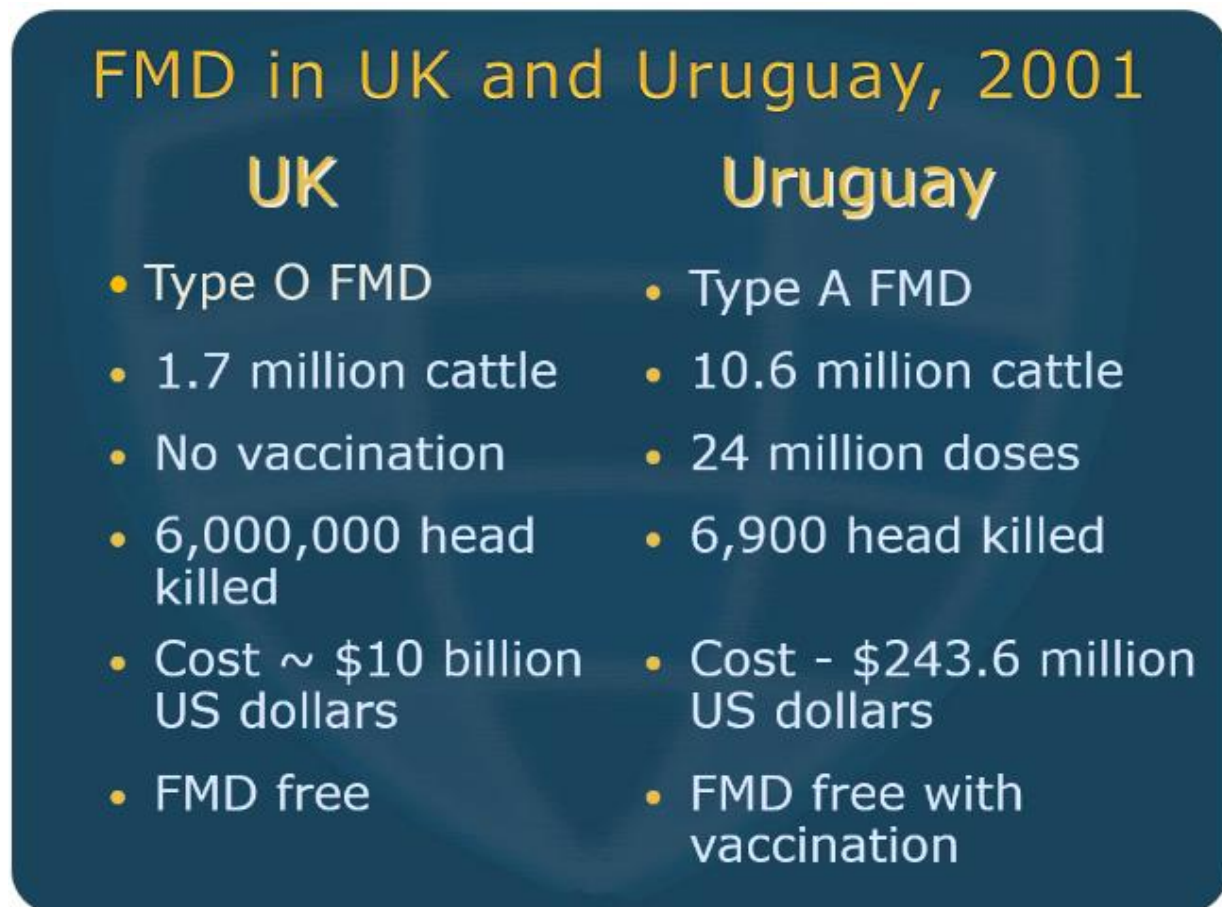 FMD in UK and Uruguay, 2001
UK
• Type O FMD
• 1.7 million cattle
• No vaccination
• 6,000,000 head
killed
• Cost ~ $10 billion
US dollars
• FMD free
Uruguay
• Type A FMD
• 10.6 million cattle
• 24 million doses
• 6,900 head killed
• Cost - $243.6 million
US dollars
• FMD free with
vaccination